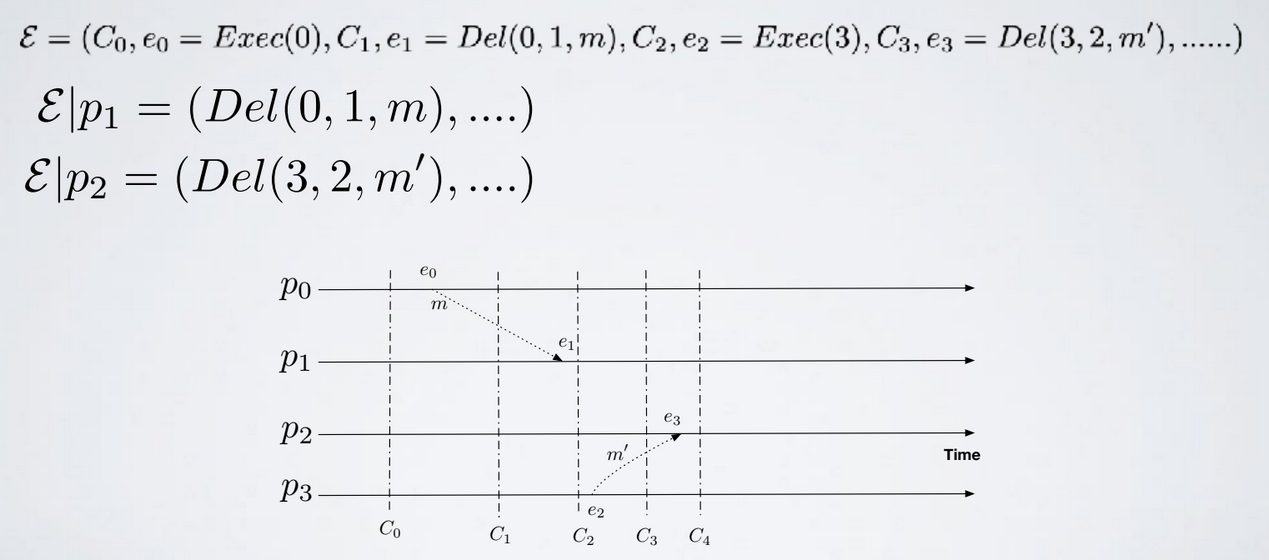 ℰ = (C₀, e₀ = Exec(0), C₁, e₁ = Del(0, 1, m), C₂, e₂ = Exec(3), C₃, e₃ = Del(3, 2, m′), ......)
ℰ|p₁ = (Del(0, 1, m), ....)
ℰ|p₂ = (Del(3, 2, m′), ....)
e₀
p₀
m
e₁
p₁
e₃
p₂
m′
Time
p₃
e₂
C₀ C₁ C₂ C₃ C₄